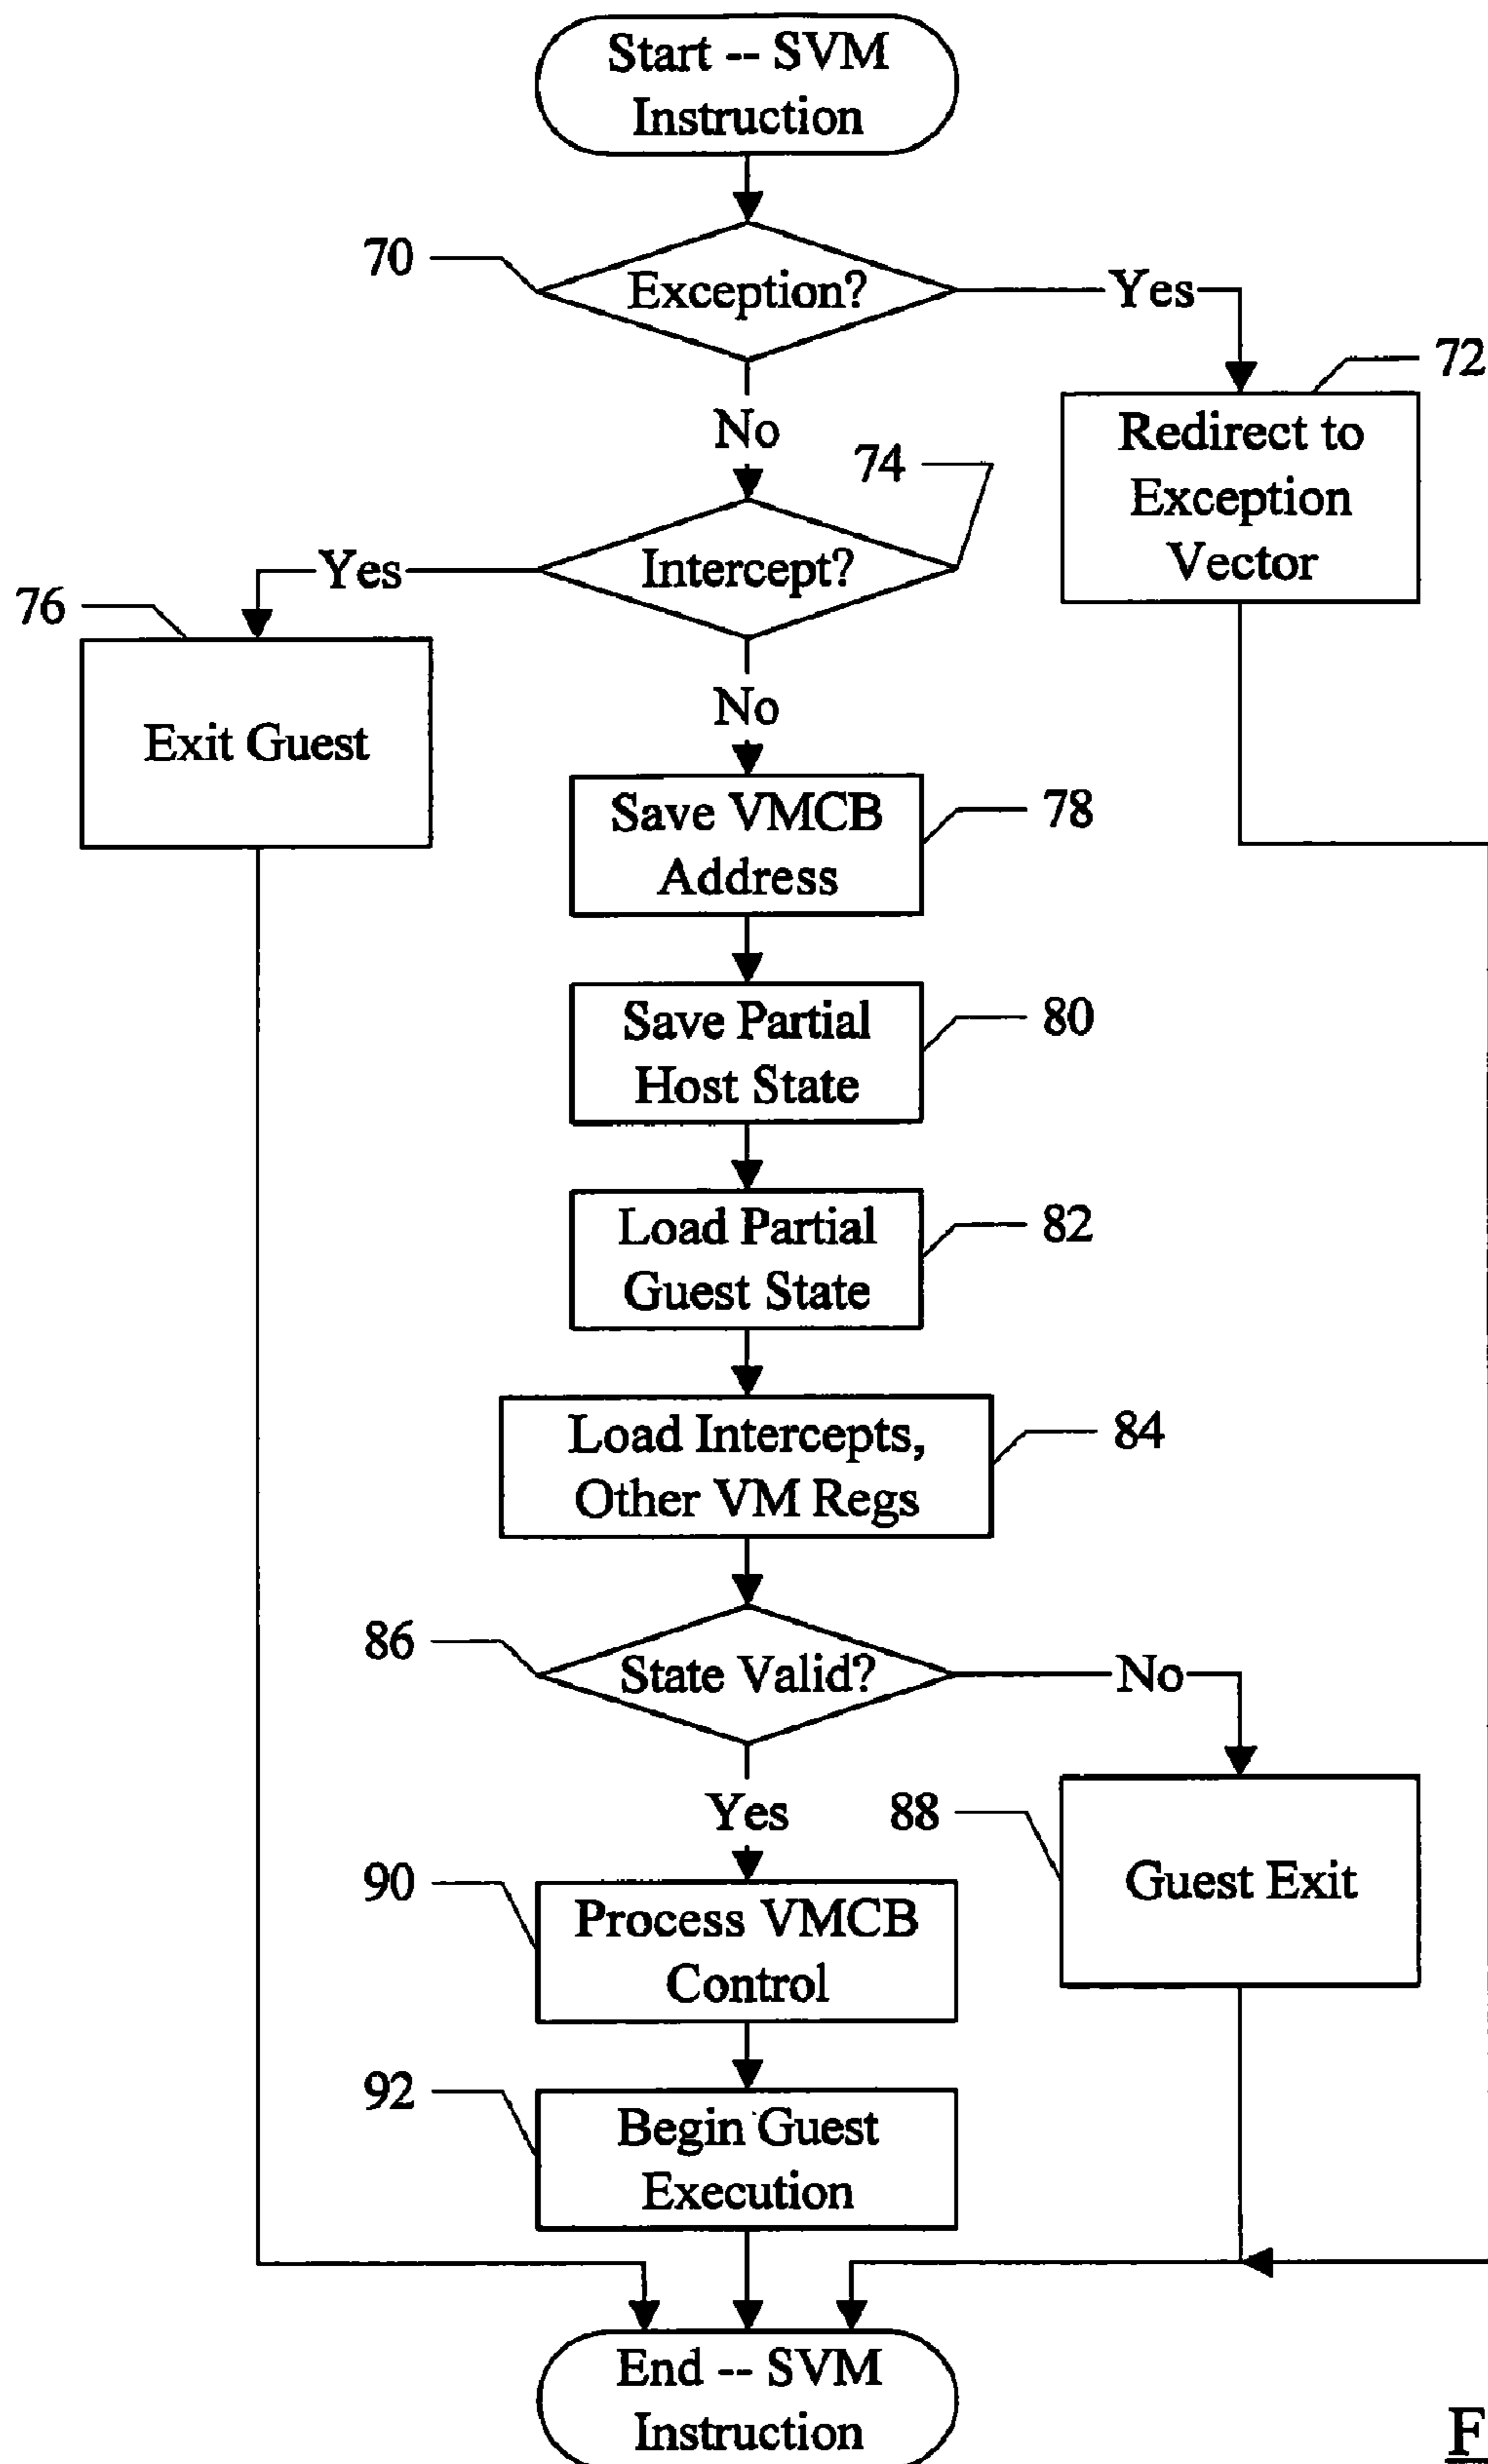 Start -- SVM
Instruction
70
Exception?
Yes
72
Redirect to
Exception
Vector
No
74
Intercept?
Yes
76
Exit Guest
No
Save VMCB
Address
78
Save Partial
Host State
80
Load Partial
Guest State
82
Load Intercepts,
Other VM Regs
84
86
State Valid?
No
Yes
88
Guest Exit
90
Process VMCB
Control
92
Begin Guest
Execution
End -- SVM
Instruction
F